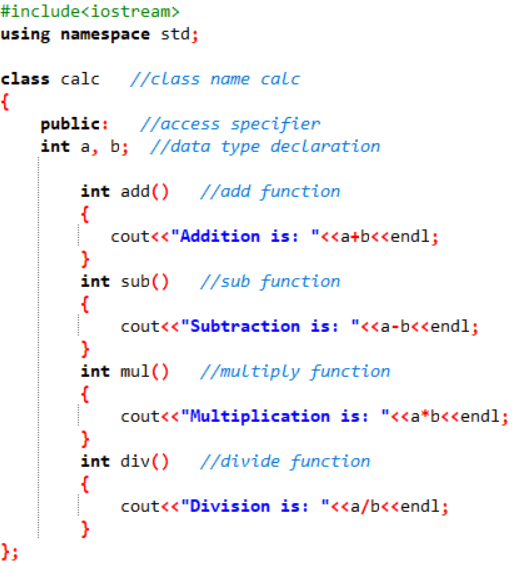 #include<iostream>
using namespace std;
class calc   //class name calc
{
    public:   //access specifier
    int a, b;  //data type declaration
        int add()   //add function
        {
           cout<<"Addition is: "<<a+b<<endl;
        }
        int sub()   //sub function
        {
            cout<<"Subtraction is: "<<a-b<<endl;
        }
        int mul()   //multiply function
        {
            cout<<"Multiplication is: "<<a*b<<endl;
        }
        int div()   //divide function
        {
            cout<<"Division is: "<<a/b<<endl;
        }
};